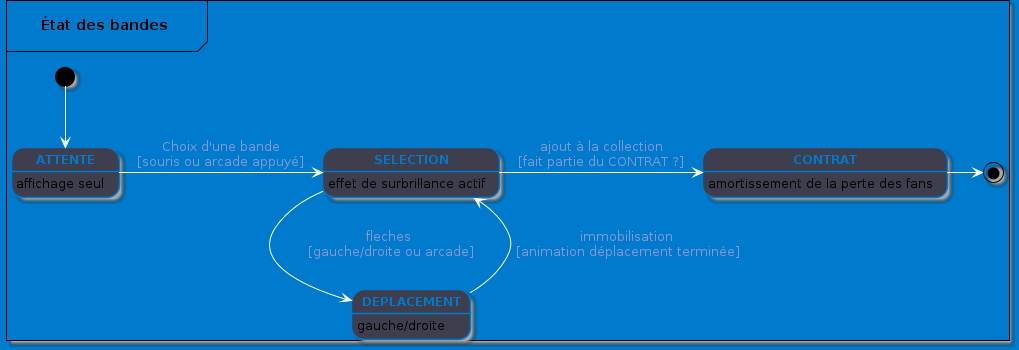 État des bandes
Choix d'une bande
[souris ou arcade appuyé]
ajout à la collection
[fait partie du CONTRAT ?]
ATTENTE
affichage seul
SELECTION
effet de surbrillance actif
CONTRAT
amortissement de la perte des fans
fleches
[gauche/droite ou arcade]
immobilisation
[animation déplacement terminée]
DEPLACEMENT
gauche/droite